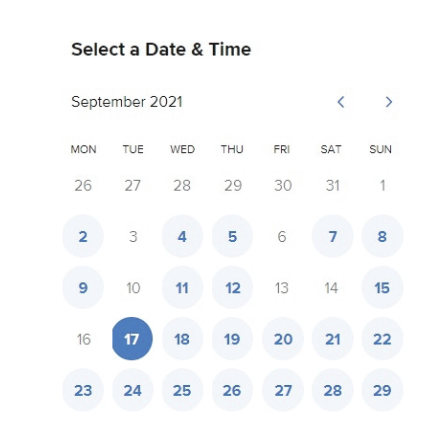 Select a Date & Time
September 2021
MON TUE WED THU FRI SAT SUN
26 27 28 29 30 31 1
2 3 4 5 6 7 8
9 10 11 12 13 14 15
16 17 18 19 20 21 22
23 24 25 26 27 28 29